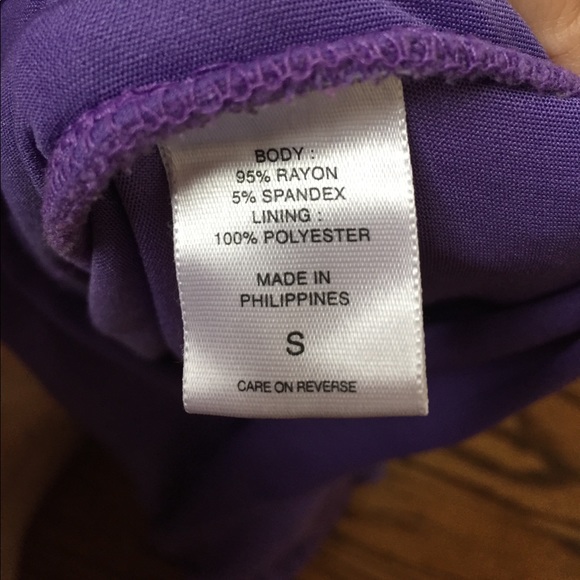 BODY :
95% RAYON
5% SPANDEX
LINING :
100% POLYESTER
MADE IN
PHILIPPINES
S
CARE ON REVERSE